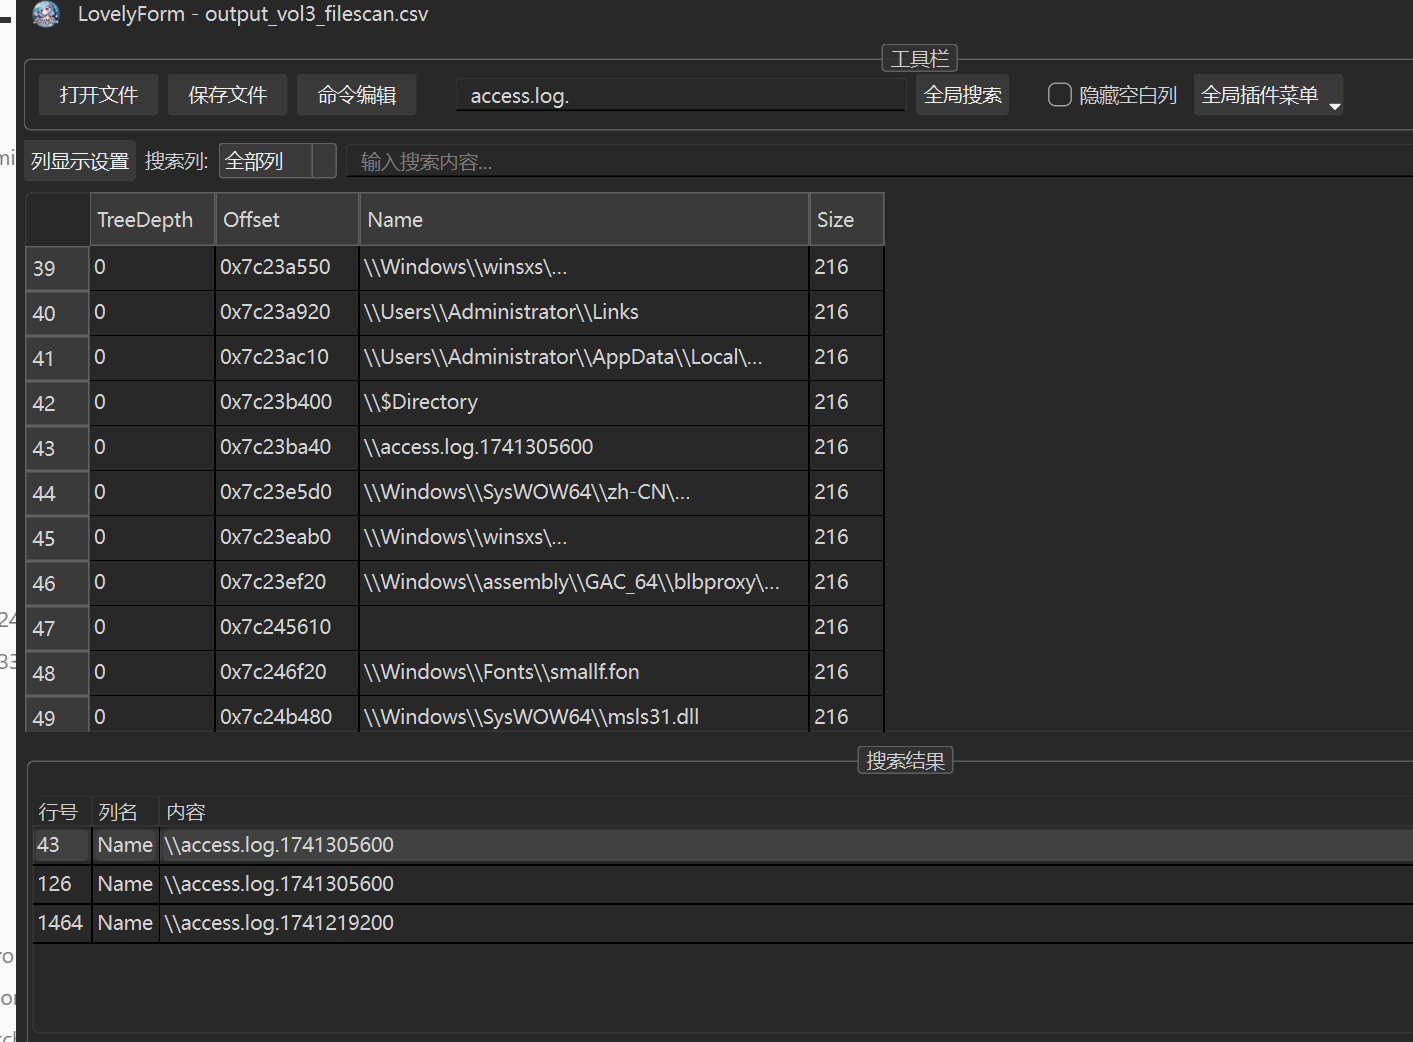 LovelyForm - output_vol3_filescan.csv
工具栏
打开文件 保存文件 命令编辑 access.log. 全局搜索 隐藏空白列 全局插件菜单
列显示设置 搜索列: 全部列 输入搜索内容...
TreeDepth Offset Name Size
39 0 0x7c23a550 \\Windows\\winsxs\... 216
40 0 0x7c23a920 \\Users\\Administrator\\Links 216
41 0 0x7c23ac10 \\Users\\Administrator\\AppData\\Local\... 216
42 0 0x7c23b400 \\$Directory 216
43 0 0x7c23ba40 \\access.log.1741305600 216
44 0 0x7c23e5d0 \\Windows\\SysWOW64\\zh-CN\... 216
45 0 0x7c23eab0 \\Windows\\winsxs\... 216
46 0 0x7c23ef20 \\Windows\\assembly\\GAC_64\\blbproxy\... 216
47 0 0x7c245610 216
48 0 0x7c246f20 \\Windows\\Fonts\\smallf.fon 216
49 0 0x7c24b480 \\Windows\\SysWOW64\\msls31.dll 216
搜索结果
行号 列名 内容
43 Name \\access.log.1741305600
126 Name \\access.log.1741305600
1464 Name \\access.log.1741219200